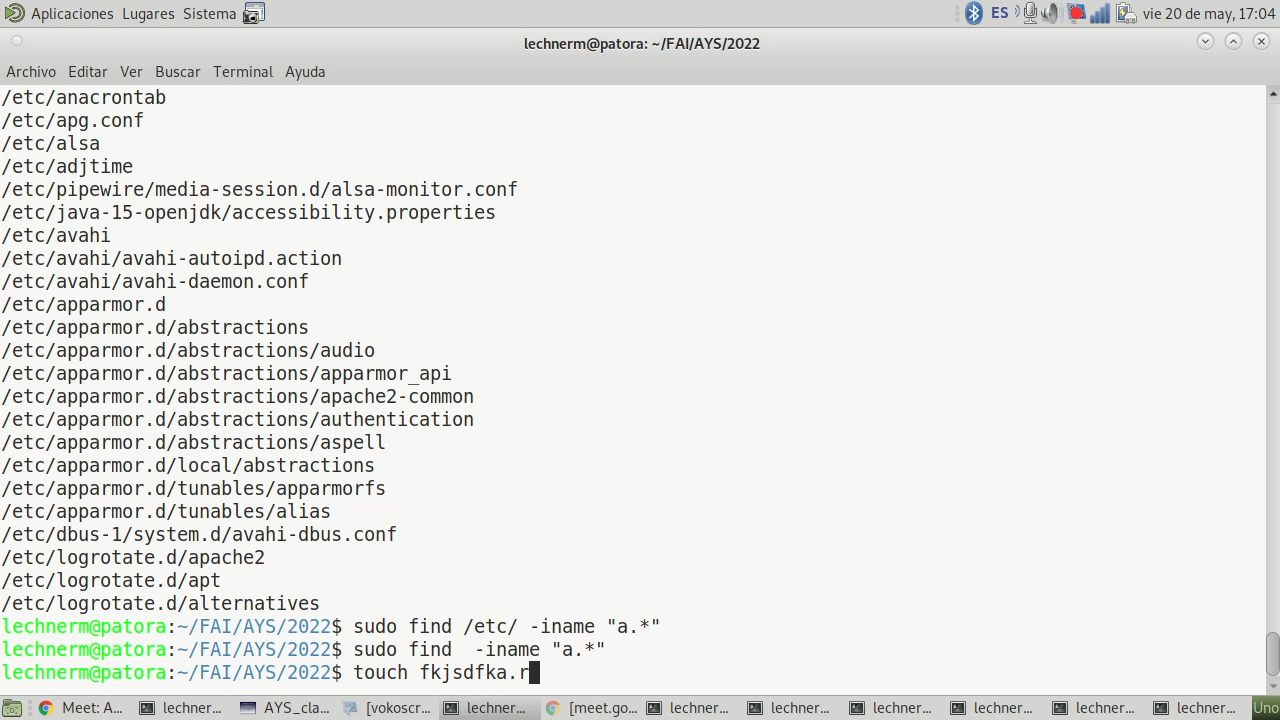 Aplicaciones Lugares Sistema ES vie 20 de may, 17:04
lechnerm@patora: ~/FAI/AYS/2022
Archivo Editar Ver Buscar Terminal Ayuda
/etc/anacrontab
/etc/apg.conf
/etc/alsa
/etc/adjtime
/etc/pipewire/media-session.d/alsa-monitor.conf
/etc/java-15-openjdk/accessibility.properties
/etc/avahi
/etc/avahi/avahi-autoipd.action
/etc/avahi/avahi-daemon.conf
/etc/apparmor.d
/etc/apparmor.d/abstractions
/etc/apparmor.d/abstractions/audio
/etc/apparmor.d/abstractions/apparmor_api
/etc/apparmor.d/abstractions/apache2-common
/etc/apparmor.d/abstractions/authentication
/etc/apparmor.d/abstractions/aspell
/etc/apparmor.d/local/abstractions
/etc/apparmor.d/tunables/apparmorfs
/etc/apparmor.d/tunables/alias
/etc/dbus-1/system.d/avahi-dbus.conf
/etc/logrotate.d/apache2
/etc/logrotate.d/apt
/etc/logrotate.d/alternatives
lechnerm@patora:~/FAI/AYS/2022$ sudo find /etc/ -iname "a.*"
lechnerm@patora:~/FAI/AYS/2022$ sudo find  -iname "a.*"
lechnerm@patora:~/FAI/AYS/2022$ touch fkjsdfka.r
Meet: A... lechner... AYS_cla... [vokoscr... lechner... [meet.go... lechner... lechner... lechner... lechner... lechner... lechner... Uno